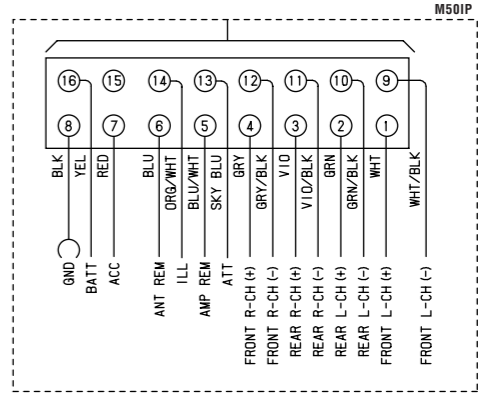 M50IP
16 15 14 13 12 11 10 9
8 7 6 5 4 3 2 1
BLK
YEL
RED
BLU
ORG/WHT
BLU/WHT
SKY BLU
GRY
GRY/BLK
VIO
VIO/BLK
GRN
GRN/BLK
WHT
WHT/BLK
GND
BATT
ACC
ANT REM
ILL
AMP REM
ATT
FRONT R-CH (+)
FRONT R-CH (-)
REAR R-CH (+)
REAR R-CH (-)
REAR L-CH (+)
REAR L-CH (-)
FRONT L-CH (+)
FRONT L-CH (-)